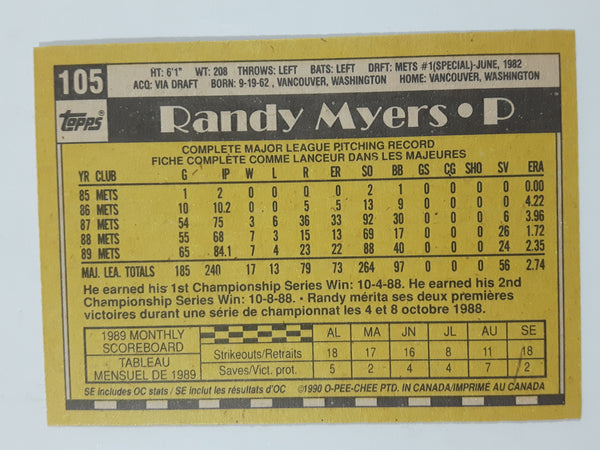 105
HT: 6'1" WT: 208 THROWS: LEFT BATS: LEFT DRFT: METS #1(SPECIAL)-JUNE, 1982
ACQ: VIA DRAFT BORN: 9-19-62, VANCOUVER, WASHINGTON HOME: VANCOUVER, WASHINGTON
Topps
Randy Myers • P
COMPLETE MAJOR LEAGUE PITCHING RECORD
FICHE COMPLÈTE COMME LANCEUR DANS LES MAJEURES
YR CLUB G IP W L R ER SO BB GS CG SHO SV ERA
85 METS 1 2 0 0 0 0 2 1 0 0 0 0 0.00
86 METS 10 10.2 0 0 5 5 13 9 0 0 0 0 4.22
87 METS 54 75 3 6 36 33 92 30 0 0 0 6 3.96
88 METS 55 68 7 3 15 13 69 17 0 0 0 26 1.72
89 METS 65 84.1 7 4 23 22 88 40 0 0 0 24 2.35
MAJ. LEA. TOTALS 185 240 17 13 79 73 264 97 0 0 0 56 2.74
He earned his 1st Championship Series Win: 10-4-88. He earned his 2nd
Championship Series Win: 10-8-88. • Randy mérita ses deux premières
victoires durant une série de championnat les 4 et 8 octobre 1988.
1989 MONTHLY SCOREBOARD
TABLEAU MENSUEL DE 1989
AL MA JN JL AU SE
Strikeouts/Retraits 18 17 16 8 11 18
Saves/Vict. prot. 5 2 4 4 7 2
SE includes OC stats / SE inclut les résultats d'OC ©1990 O-PEE-CHEE PTD. IN CANADA/IMPRIMÉ AU CANADA